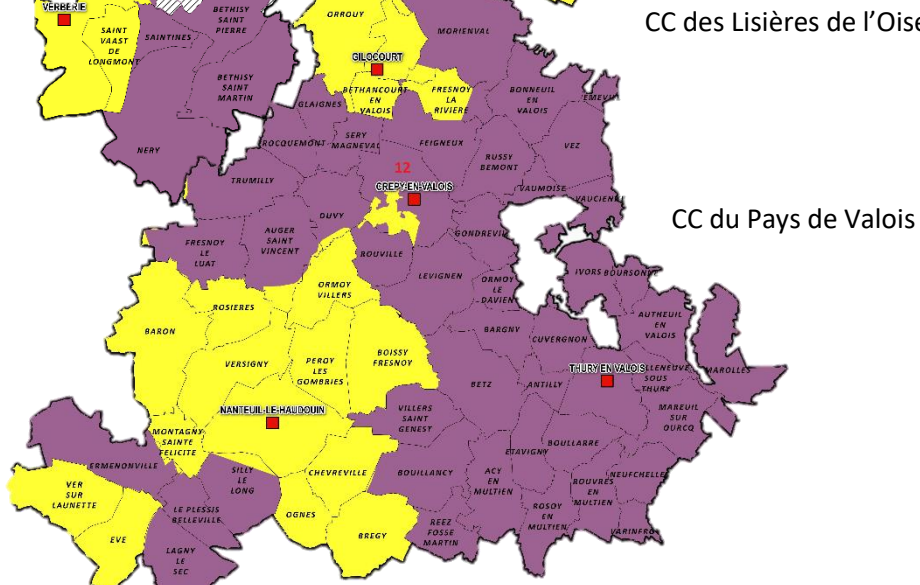 VERBERIE
SAINT
VAAST
DE
LONGMONT
SAINTINES
BETHISY
SAINT
PIERRE
BETHISY
SAINT
MARTIN
NERY
ORROUY
GILOCOURT
BETHANCOURT
EN
VALOIS
FRESNOY
LA
RIVIERE
MORIENVAL
BONNEUIL
EN
VALOIS
CC des Lisières de l'Oise
GLAIGNES
ROCQUEMONT
SERY
MAGNEVAL
FEIGNEUX
RUSSY
BEMONT
VEZ
12
CREPY-EN-VALOIS
TRUMILLY
DUVY
AUGER
SAINT
VINCENT
FRESNOY
LE
LUAT
VAUMOISE
ROUVILLE
LEVIGNEN
CC du Pays de Valois
ORMOY
VILLERS
ORMOY
LE
DAVIEN
IVORS
ROSIERES
BARON
VERSIGNY
PEROY
LES
GOMBRIES
BOISSY
FRESNOY
BARGNY
CUVERGNON
AUTHEUIL
EN
VALOIS
THURY EN VALOIS
SOUS
THURY
MAROLLES
BETZ
ANTILLY
MAREUIL
SUR
OURCQ
NANTEUIL-LE-HAUDOUIN
VILLERS
SAINT
GENEST
MONTAGNY
SAINTE
FELICITE
BOULLARRE
ETAVIGNY
ERMENONVILLE
SILLY
LE
LONG
CHEVREVILLE
BOUILLANCY
ACY
EN
MULTIEN
ROUVRES
EN
MULTIEN
NEUFCHELLES
VER
SUR
LAUNETTE
LE PLESSIS
BELLEVILLE
OGNES
ROSOY
EN
MULTIEN
EVE
LAGNY
LE
SEC
BREGY
REEZ
FOSSE
MARTIN